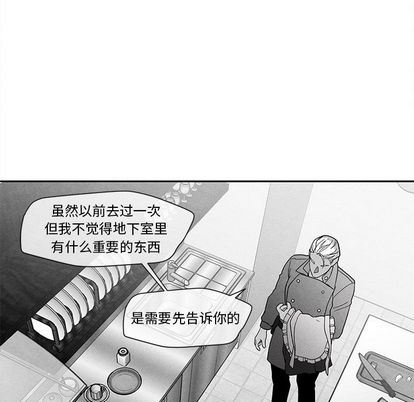 虽然以前去过一次
但我不觉得地下室里
有什么重要的东西
是需要先告诉你的